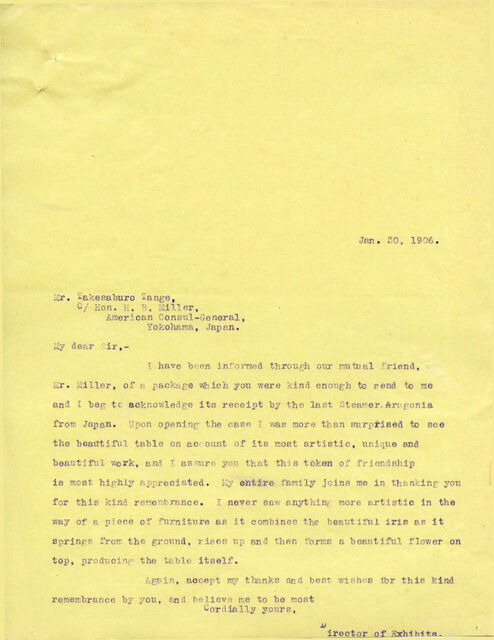 Jan. 30, 1906.
Mr. Takesaburo Tange,
C/ Hon. H. B. Miller,
American Consul-General,
Yokohama, Japan.
My dear Sir,-
I have been informed through our mutual friend,
Mr. Miller, of a package which you were kind enough to send to me
and I beg to acknowledge its receipt by the last Steamer.Aragonia
from Japan. Upon opening the case I was more than surprised to see
the beautiful table on account of its most artistic, unique and
beautiful work, and I assure you that this token of friendship
is most highly appreciated. My entire family joins me in thanking you
for this kind remembrance. I never saw anything more artistic in the
way of a piece of furniture as it combines the beautiful iris as it
springs from the ground, rises up and then forms a beautiful flower on
top, producing the table itself.
Again, accept my thanks and best wishes for this kind
remembrance by you, and believe me to be most
Cordially yours,
Director of Exhibits.